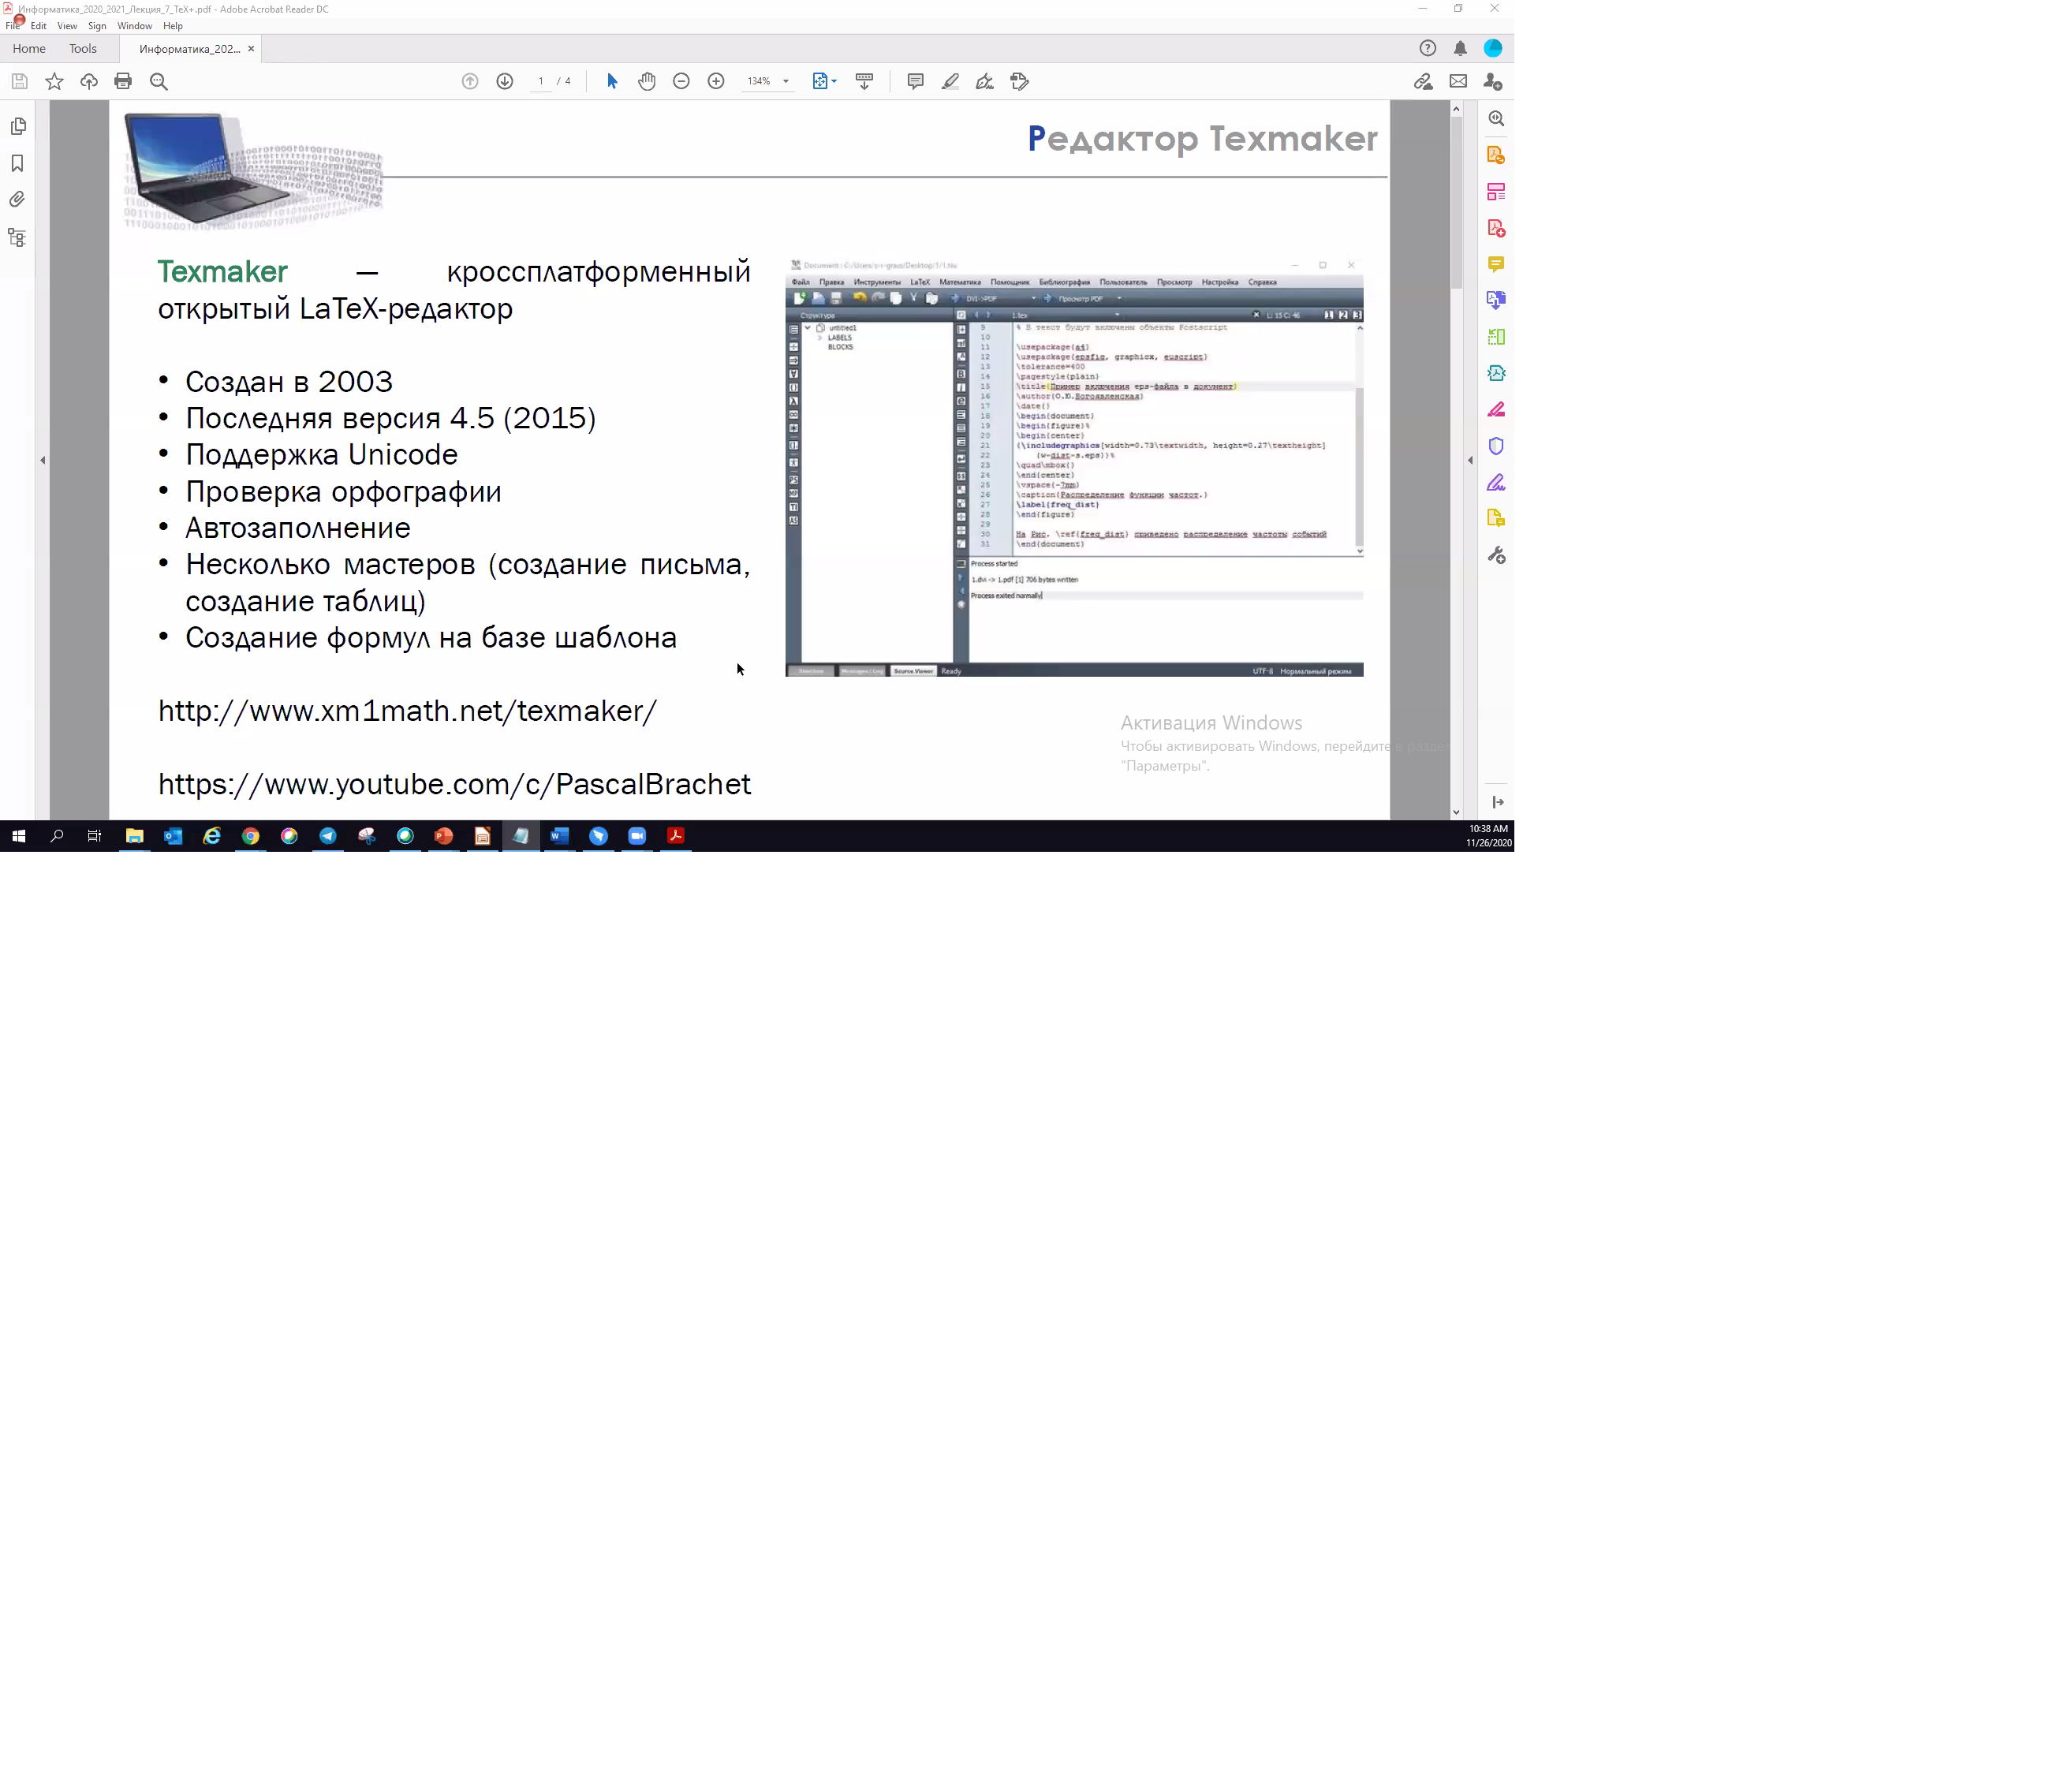 Информатика_2020_2021_Лекция_7_TeX+.pdf - Adobe Acrobat Reader DC
File Edit View Sign Window Help
Home Tools Информатика_202... ×
1 / 4 134%
Редактор Texmaker
Texmaker – кроссплатформенный
открытый LaTeX-редактор
• Создан в 2003
• Последняя версия 4.5 (2015)
• Поддержка Unicode
• Проверка орфографии
• Автозаполнение
• Несколько мастеров (создание письма,
создание таблиц)
• Создание формул на базе шаблона
http://www.xm1math.net/texmaker/
https://www.youtube.com/c/PascalBrachet
Файл Правка Инструменты LaTeX Математика Помощник Библиография Пользователь Просмотр Настройка Справка
DVI->PDF Просмотр PDF
Структура 1.tex L: 15 C: 46
untitled1
LABELS
BLOCKS
9 % В текст будут включены объекты Postscript
10
11 \usepackage{a4}
12 \usepackage{epsfig, graphicx, euscript}
13 \tolerance=400
14 \pagestyle{plain}
15 \title{Пример включения eps-файла в документ}
16 \author{О.Ю.Богоявленская}
17 \date{}
18 \begin{document}
19 \begin{figure}%
20 \begin{center}
21 {\includegraphics[width=0.73\textwidth, height=0.27\textheight]
22 {w-dist-s.eps}}%
23 \quad\mbox{}
24 \end{center}
25 \vspace{-7mm}
26 \caption{Распределение функции частот.}
27 \label{freq_dist}
28 \end{figure}
29
30 На Рис. \ref{freq_dist} приведено распределение частоты событий
31 \end{document}
Process started
1.dvi -> 1.pdf [1] 706 bytes written
Process exited normally
Messages / Log Source Viewer Ready UTF-8 Нормальный режим
Активация Windows
Чтобы активировать Windows, перейдите в раздел
"Параметры".
10:38 AM
11/26/2020